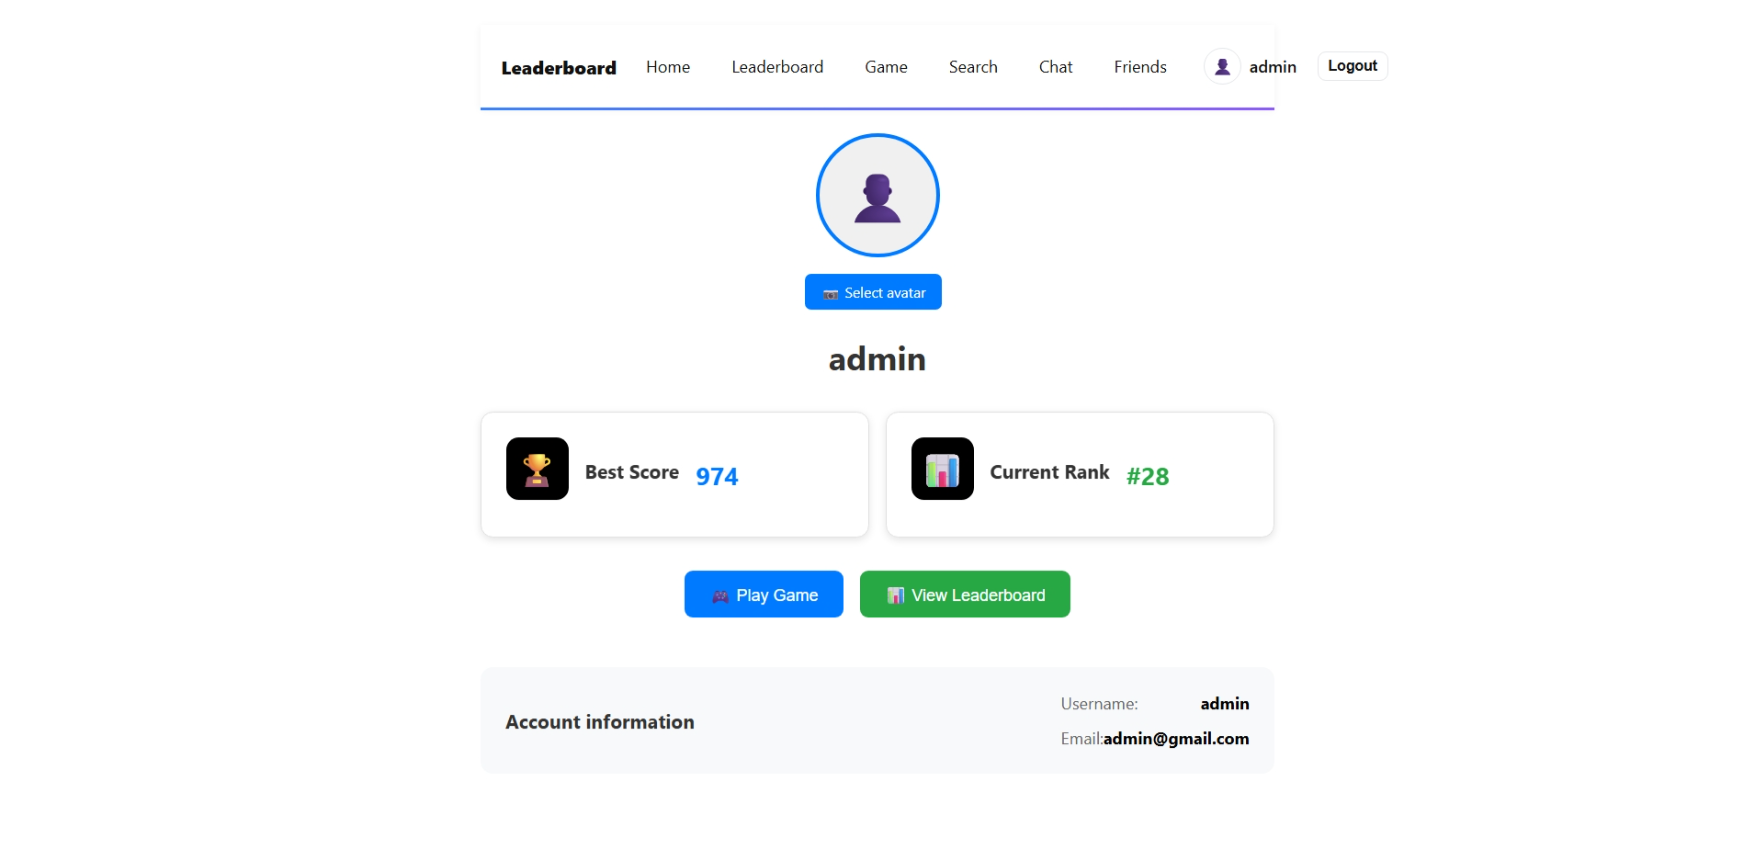 Leaderboard Home Leaderboard Game Search Chat Friends admin Logout
Select avatar
admin
Best Score 974
Current Rank #28
Play Game
View Leaderboard
Account information
Username: admin
Email:admin@gmail.com